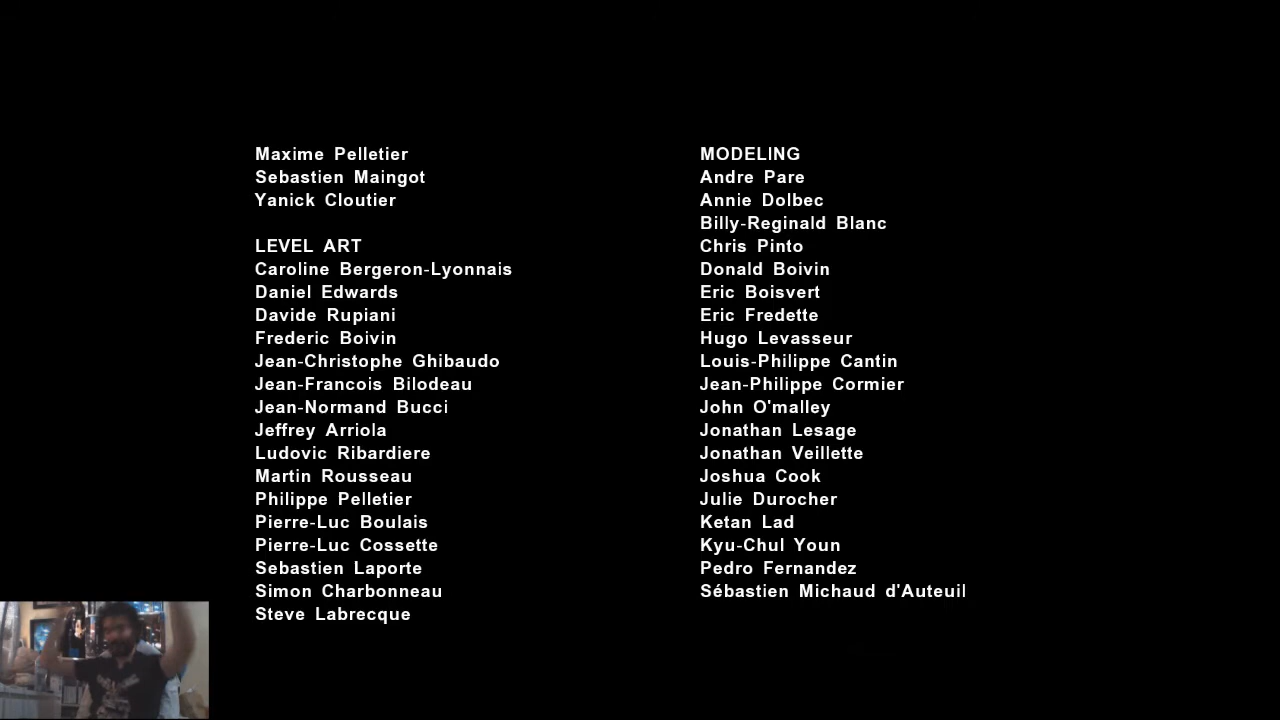 Maxime Pelletier
Sebastien Maingot
Yanick Cloutier
LEVEL ART
Caroline Bergeron-Lyonnais
Daniel Edwards
Davide Rupiani
Frederic Boivin
Jean-Christophe Ghibaudo
Jean-Francois Bilodeau
Jean-Normand Bucci
Jeffrey Arriola
Ludovic Ribardiere
Martin Rousseau
Philippe Pelletier
Pierre-Luc Boulais
Pierre-Luc Cossette
Sebastien Laporte
Simon Charbonneau
Steve Labrecque
MODELING
Andre Pare
Annie Dolbec
Billy-Reginald Blanc
Chris Pinto
Donald Boivin
Eric Boisvert
Eric Fredette
Hugo Levasseur
Louis-Philippe Cantin
Jean-Philippe Cormier
John O'malley
Jonathan Lesage
Jonathan Veillette
Joshua Cook
Julie Durocher
Ketan Lad
Kyu-Chul Youn
Pedro Fernandez
Sébastien Michaud d'Auteuil